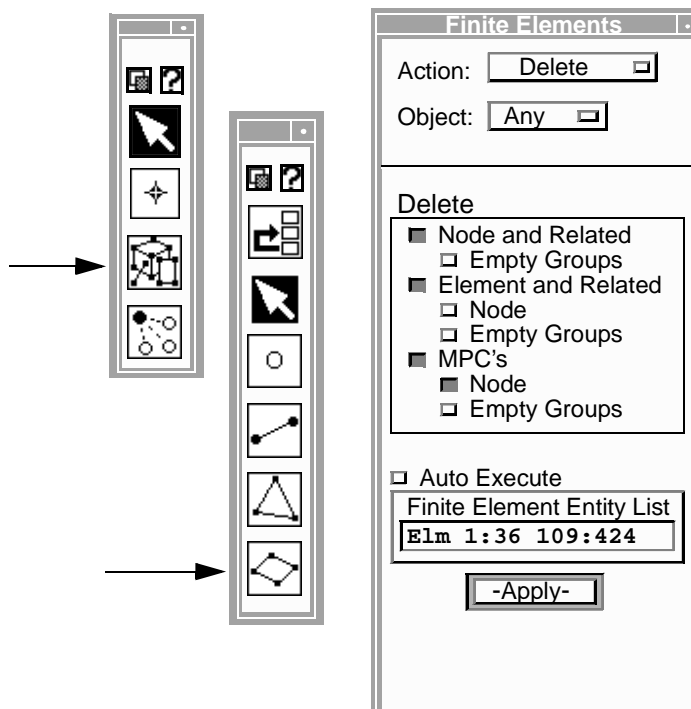 Finite Elements
Action: Delete
Object: Any
Delete
Node and Related
Empty Groups
Element and Related
Node
Empty Groups
MPC's
Node
Empty Groups
Auto Execute
Finite Element Entity List
Elm 1:36 109:424
-Apply-
?
?